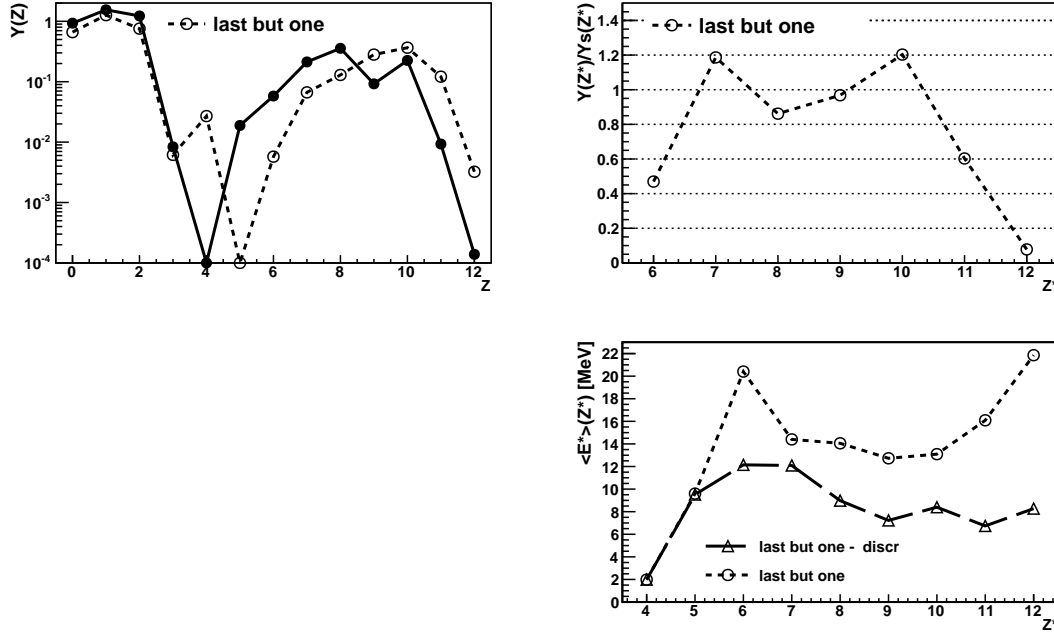 Y(Z)
1
10-1
10-2
10-3
10-4
last but one
0 2 4 6 8 10 12
Z
Y(Z*)/Ys(Z*)
1.4
1.2
1
0.8
0.6
0.4
0.2
0
last but one
6 7 8 9 10 11 12
Z*
<E*>(Z*) [MeV]
22
20
18
16
14
12
10
8
6
4
2
0
last but one - discr
last but one
4 5 6 7 8 9 10 11 12
Z*